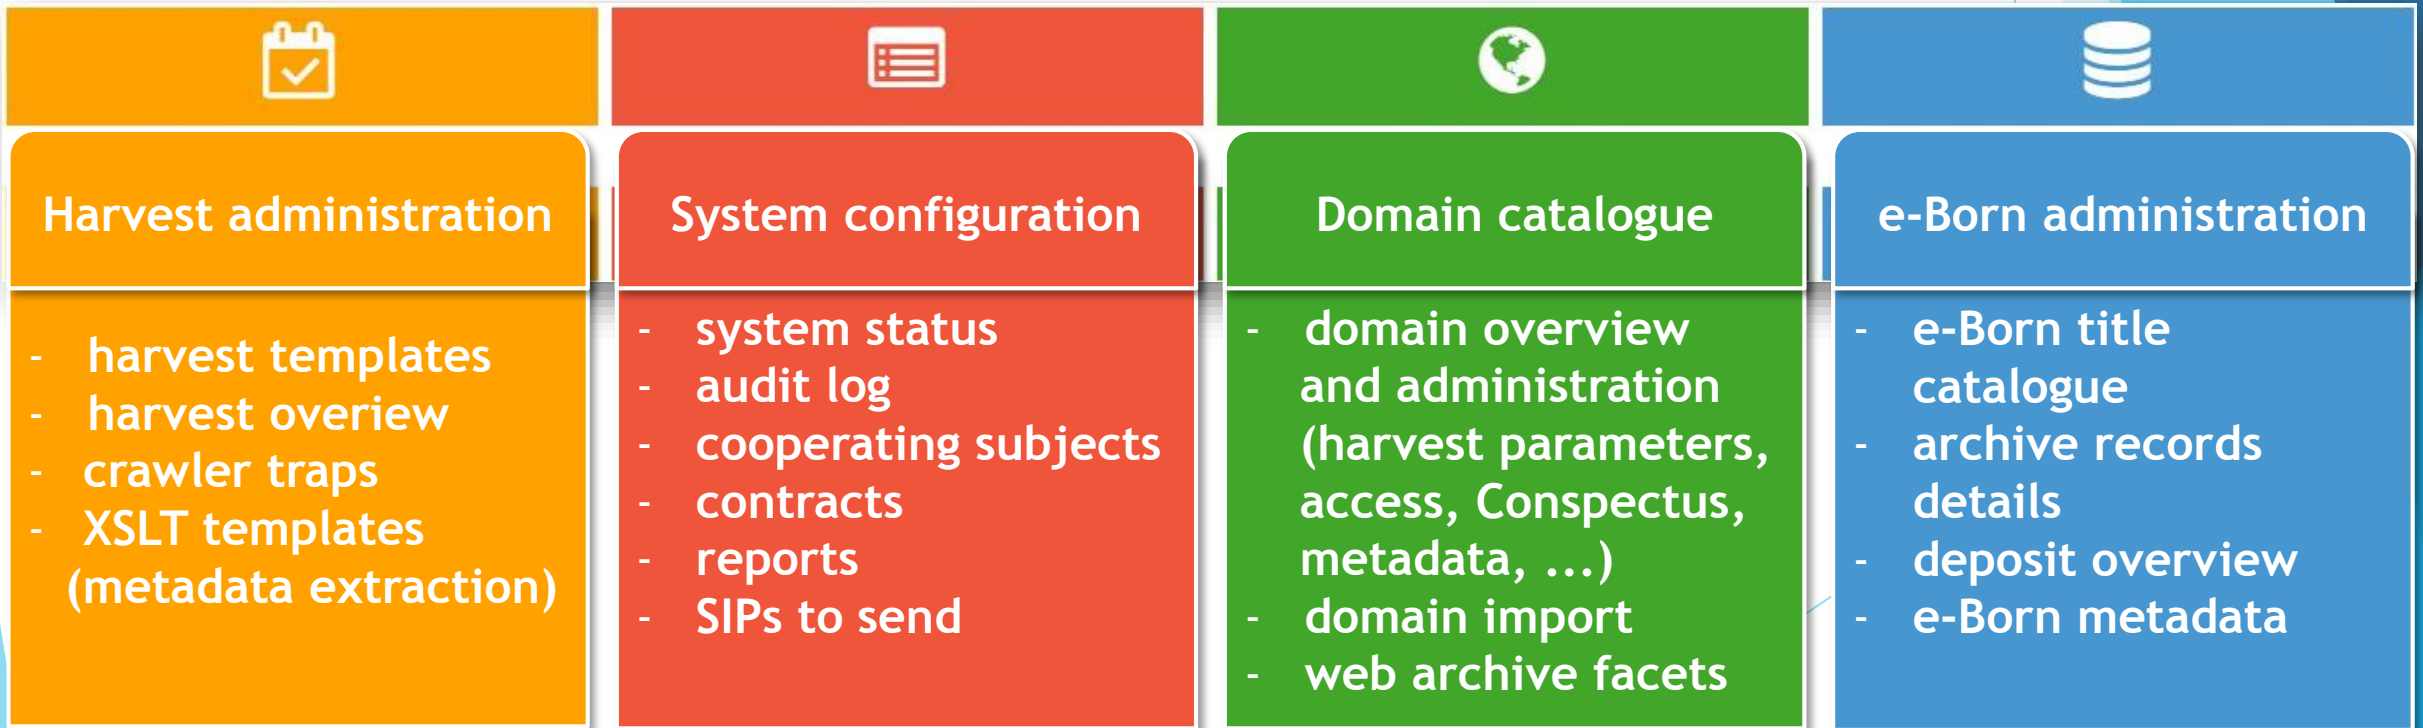 Harvest administration
- harvest templates
- harvest overiew
- crawler traps
- XSLT templates
(metadata extraction)
System configuration
- system status
- audit log
- cooperating subjects
- contracts
- reports
- SIPs to send
Domain catalogue
- domain overview
and administration
(harvest parameters,
access, Conspectus,
metadata, ...)
- domain import
- web archive facets
e-Born administration
- e-Born title
catalogue
- archive records
details
- deposit overview
- e-Born metadata